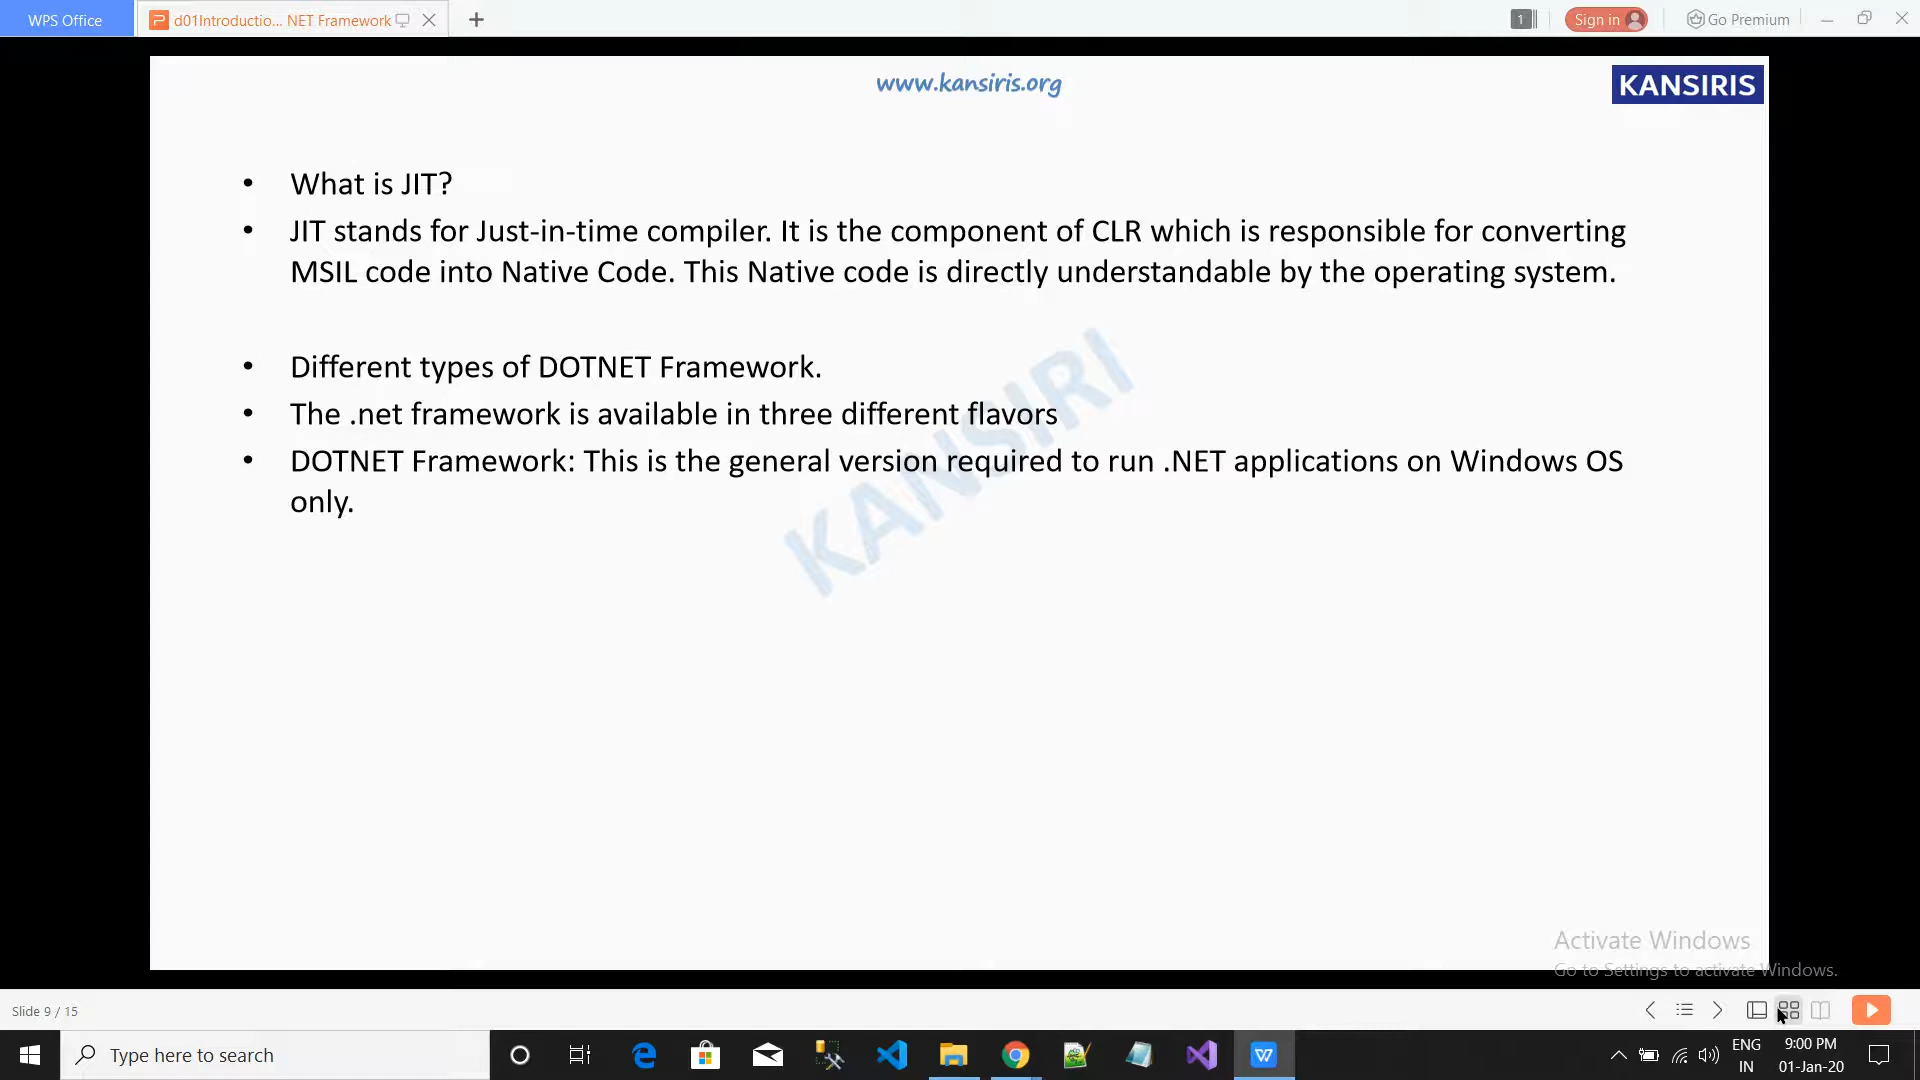 WPS Office
d01Introductio... NET Framework
1
Sign in
Go Premium
www.kansiris.org
KANSIRIS
• What is JIT?
• JIT stands for Just-in-time compiler. It is the component of CLR which is responsible for converting
MSIL code into Native Code. This Native code is directly understandable by the operating system.
• Different types of DOTNET Framework.
• The .net framework is available in three different flavors
• DOTNET Framework: This is the general version required to run .NET applications on Windows OS
only.
KANSIRI
Activate Windows
Go to Settings to activate Windows.
Slide 9 / 15
Type here to search
ENG
IN
9:00 PM
01-Jan-20